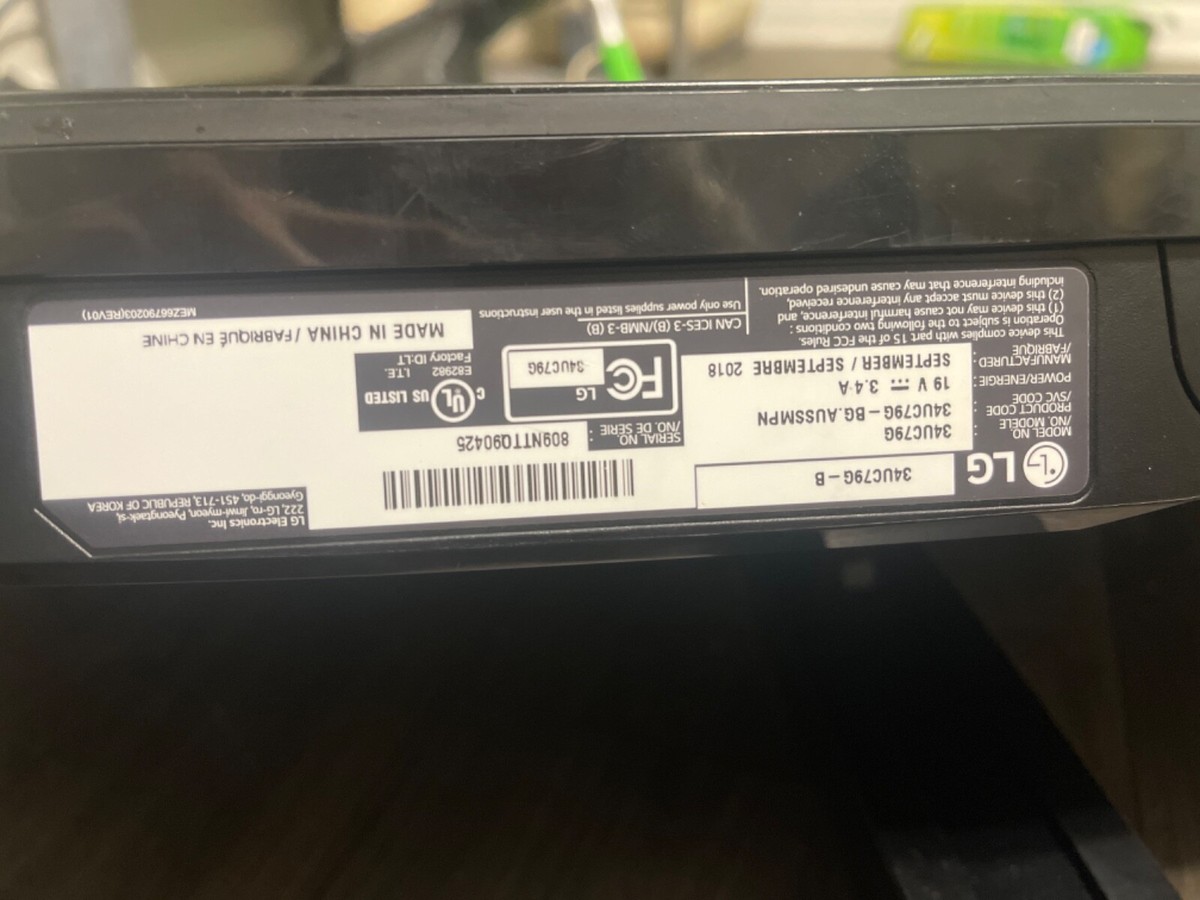 LG
34UC79G-B
MODEL NO.
/NO. MODÈLE : 34UC79G
PRODUCT CODE
/SVC CODE : 34UC79G-BG.AUSSMPN
POWER/ENERGIE : 19 V 3.4 A
MANUFACTURED
/FABRIQUÉ : SEPTEMBER / SEPTEMBRE 2018
This device complies with part 15 of the FCC Rules.
Operation is subject to the following two conditions :
(1) this device may not cause harmful interference, and
(2) this device must accept any interference received,
including interference that may cause undesired operation.
SERIAL NO.
/NO. DE SÉRIE : 809NTTQ90425
FC LG
34UC79G
C UL US LISTED
E82982 I.T.E.
Factory ID:LT
CAN ICES-3 (B)/NMB-3 (B)
Use only power supplies listed in the user instructions
LG Electronics Inc.
222, LG-ro, Jinwi-myeon, Pyeongtaek-si,
Gyeonggi-do, 451-713, REPUBLIC OF KOREA
MADE IN CHINA / FABRIQUÉ EN CHINE
MEZ66790203(REV01)